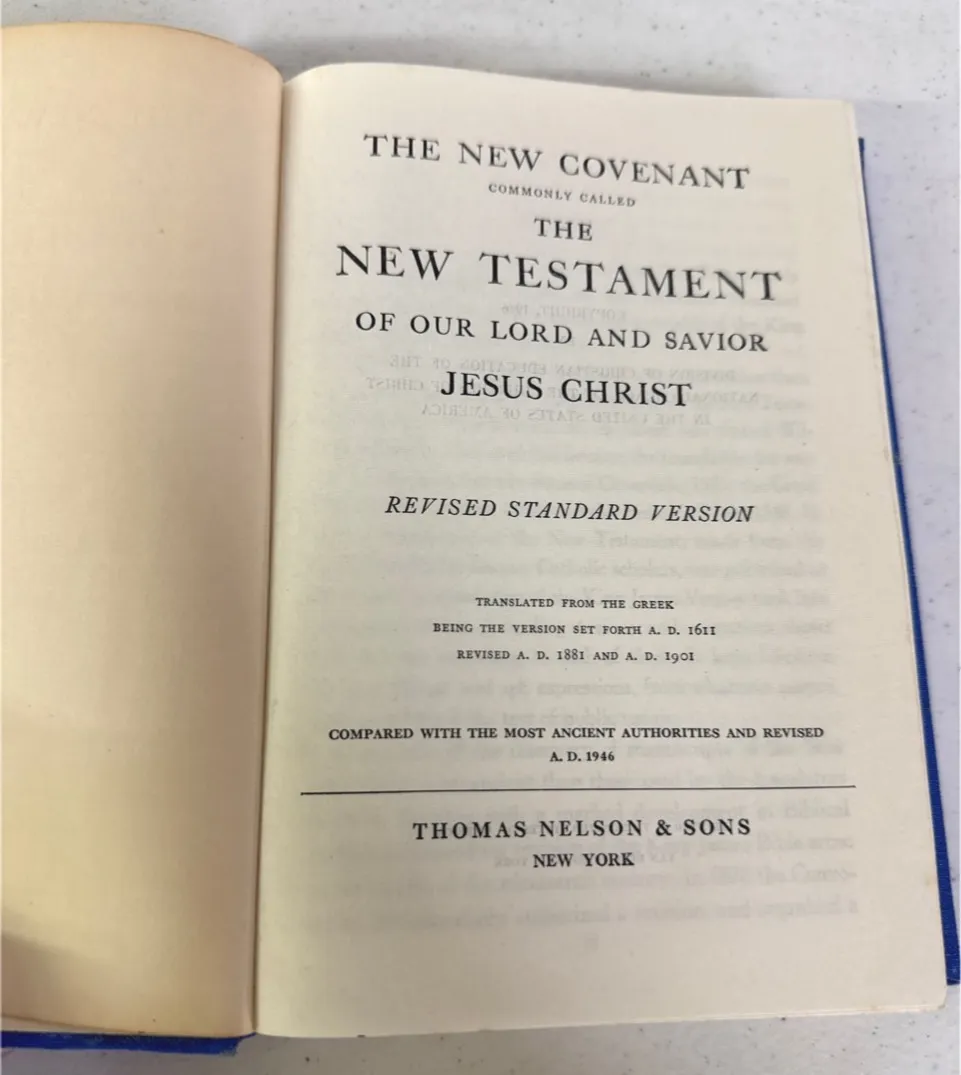 THE NEW COVENANT
COMMONLY CALLED
THE
NEW TESTAMENT
OF OUR LORD AND SAVIOR
JESUS CHRIST
REVISED STANDARD VERSION
TRANSLATED FROM THE GREEK
BEING THE VERSION SET FORTH A. D. 1611
REVISED A. D. 1881 AND A. D. 1901
COMPARED WITH THE MOST ANCIENT AUTHORITIES AND REVISED
A. D. 1946
THOMAS NELSON & SONS
NEW YORK